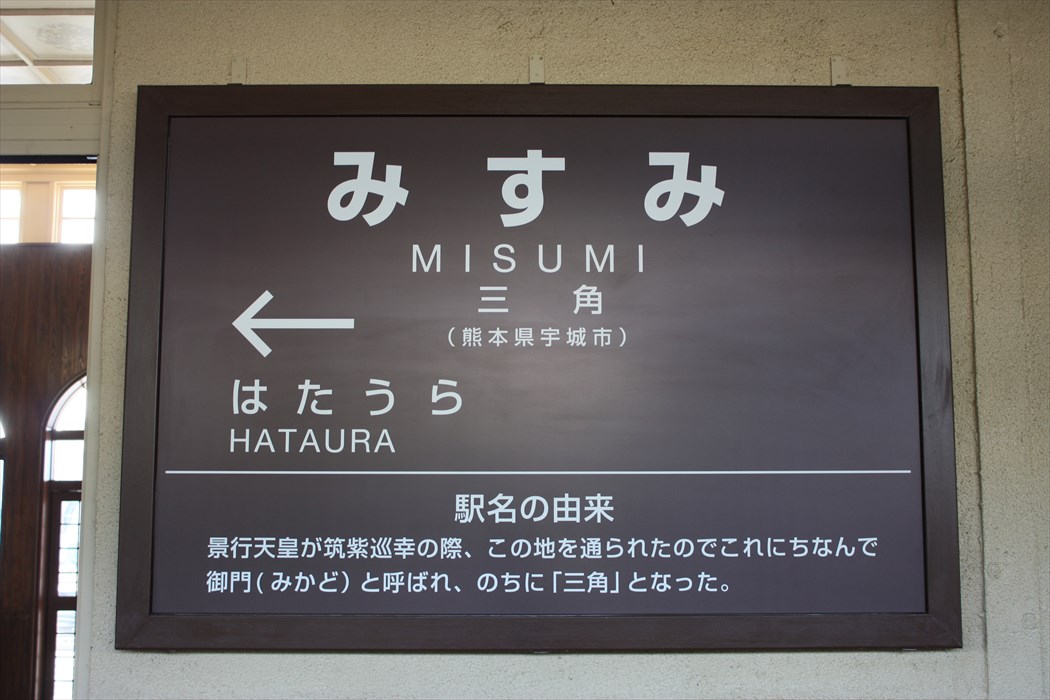 みすみ
MISUMI
三角
(熊本県宇城市)
←
はたうら
HATAURA
駅名の由来
景行天皇が筑紫巡幸の際、この地を通られたのでこれにちなんで
御門(みかど)と呼ばれ、のちに「三角」となった。